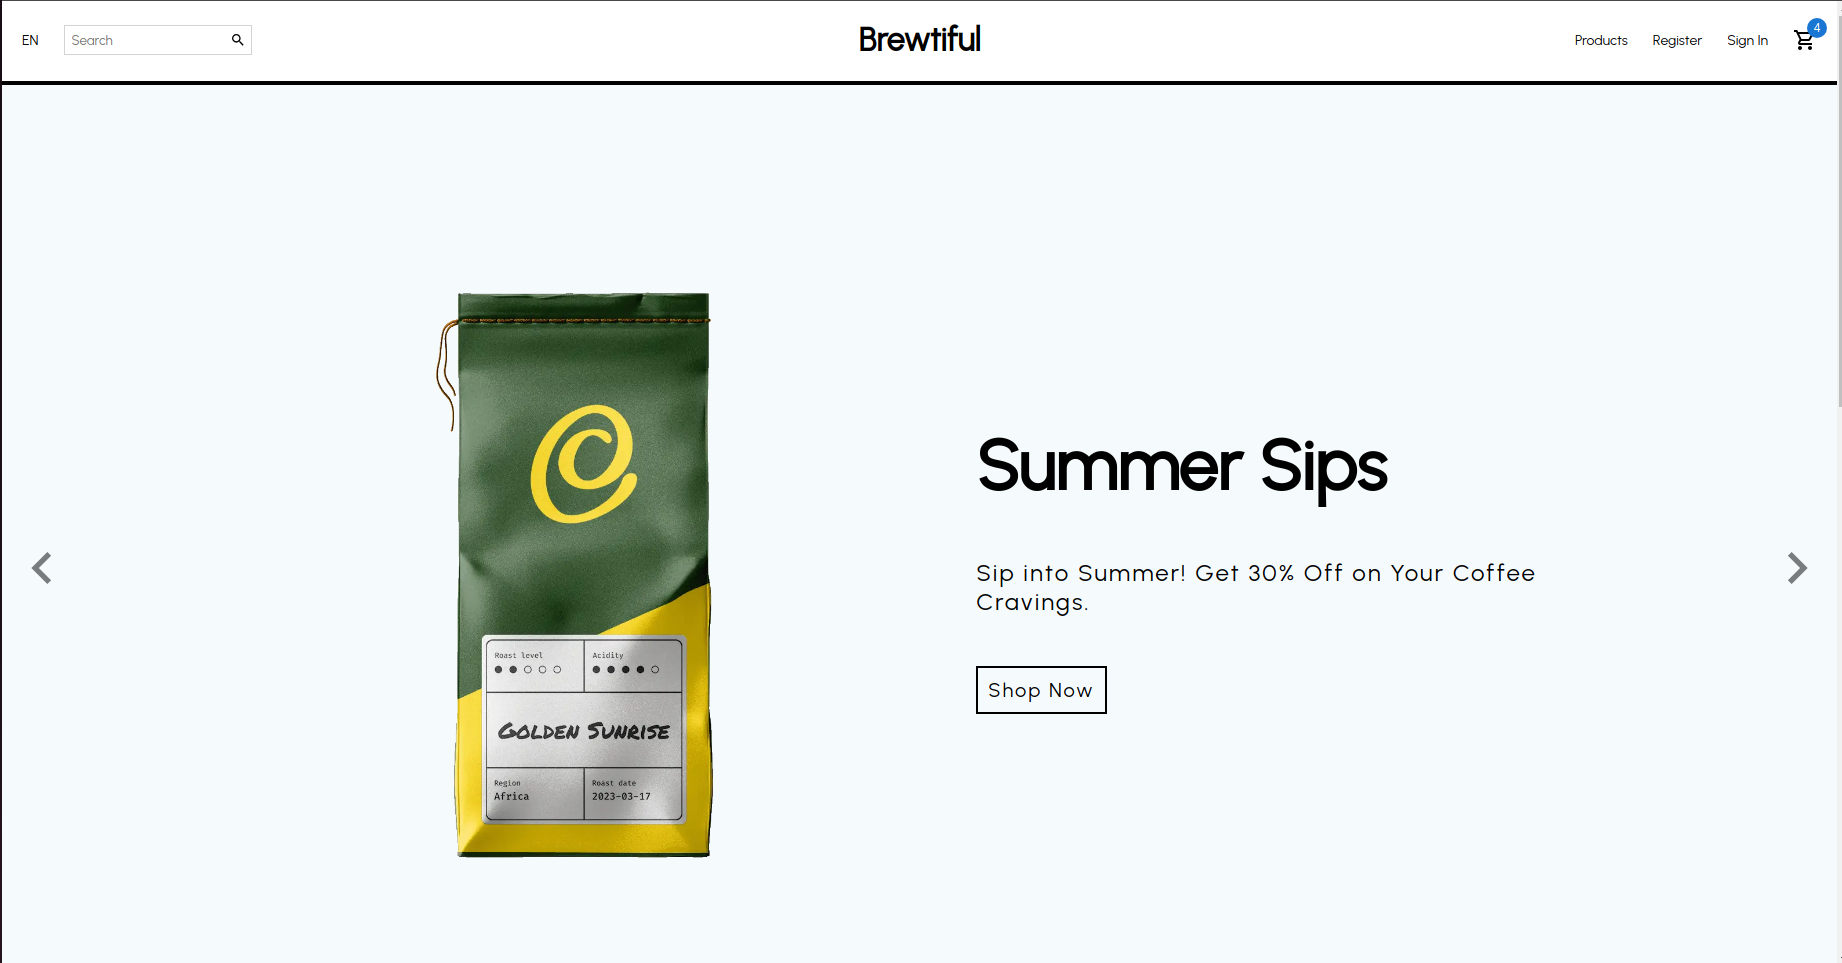 EN
Search
Brewtiful
Products
Register
Sign In
4
Summer Sips
Sip into Summer! Get 30% Off on Your Coffee
Cravings.
Shop Now
Roast level
Acidity
Golden Sunrise
Region
Africa
Roast date
2023-03-17